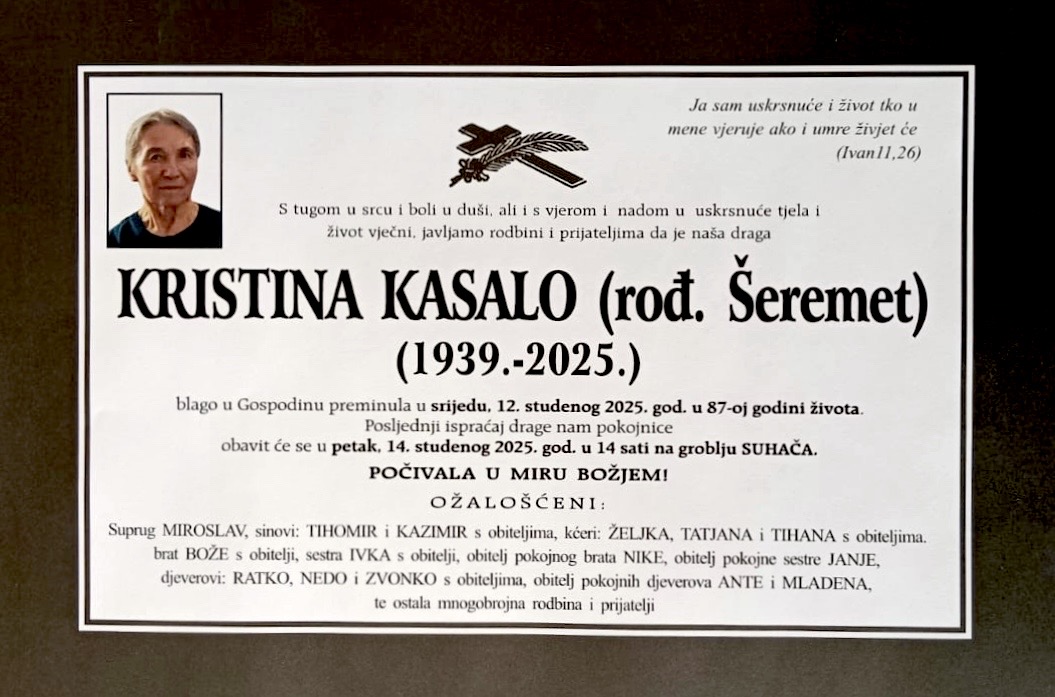 Ja sam uskrsnuće i život tko u
mene vjeruje ako i umre živjet će
(Ivan11,26)
S tugom u srcu i boli u duši, ali i s vjerom i nadom u uskrsnuće tjela i
život vječni, javljamo rodbini i prijateljima da je naša draga
KRISTINA KASALO (rođ. Šeremet)
(1939.-2025.)
blago u Gospodinu preminula u srijedu, 12. studenog 2025. god. u 87-oj godini života.
Posljednji ispraćaj drage nam pokojnice
obavit će se u petak, 14. studenog 2025. god. u 14 sati na groblju SUHAČA.
POČIVALA U MIRU BOŽJEM!
OŽALOŠĆENI:
Suprug MIROSLAV, sinovi: TIHOMIR i KAZIMIR s obiteljima, kćeri: ŽELJKA, TATJANA i TIHANA s obiteljima.
brat BOŽE s obitelji, sestra IVKA s obitelji, obitelj pokojnog brata NIKE, obitelj pokojne sestre JANJE,
djeverovi: RATKO, NEDO i ZVONKO s obiteljima, obitelj pokojnih djeverova ANTE i MLADENA,
te ostala mnogobrojna rodbina i prijatelji